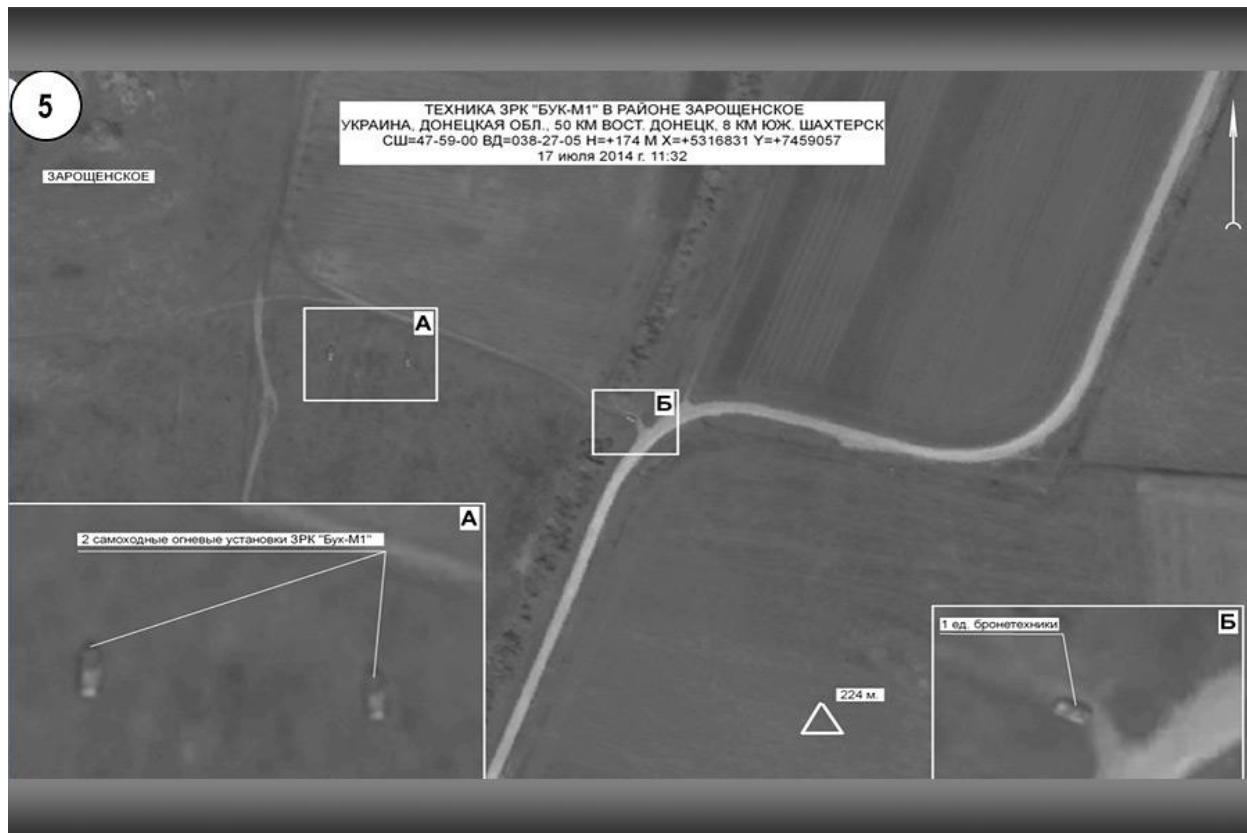 5
ТЕХНИКА ЗРК "БУК-М1" В РАЙОНЕ ЗАРОЩЕНСКОЕ
УКРАИНА, ДОНЕЦКАЯ ОБЛ., 50 КМ ВОСТ. ДОНЕЦК, 8 КМ ЮЖ. ШАХТЕРСК
СШ=47-59-00 ВД=038-27-05 Н=+174 М X=+5316831 Y=+7459057
17 июля 2014 г. 11:32
ЗАРОЩЕНСКОЕ
А
Б
А
2 самоходные огневые установки ЗРК "Бук-М1"
Б
1 ед. бронетехники
224 м.